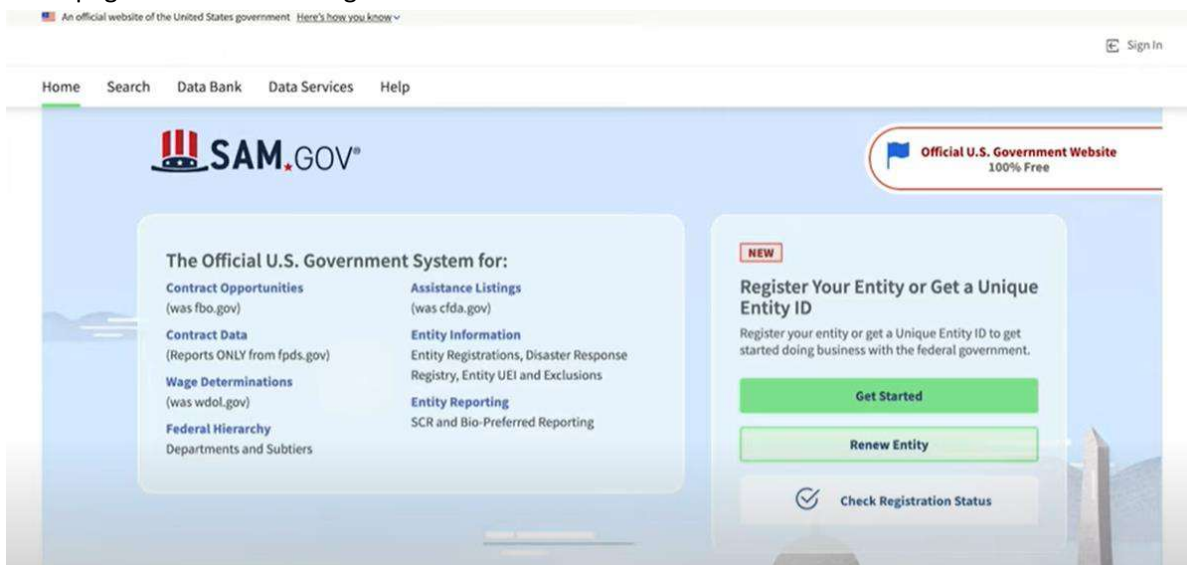 An official website of the United States government Here's how you know
Sign In
Home Search Data Bank Data Services Help
SAM.GOV®
Official U.S. Government Website
100% Free
The Official U.S. Government System for:
Contract Opportunities
(was fbo.gov)
Contract Data
(Reports ONLY from fpds.gov)
Wage Determinations
(was wdol.gov)
Federal Hierarchy
Departments and Subtiers
Assistance Listings
(was cfda.gov)
Entity Information
Entity Registrations, Disaster Response
Registry, Entity UEI and Exclusions
Entity Reporting
SCR and Bio-Preferred Reporting
NEW
Register Your Entity or Get a Unique
Entity ID
Register your entity or get a Unique Entity ID to get
started doing business with the federal government.
Get Started
Renew Entity
Check Registration Status